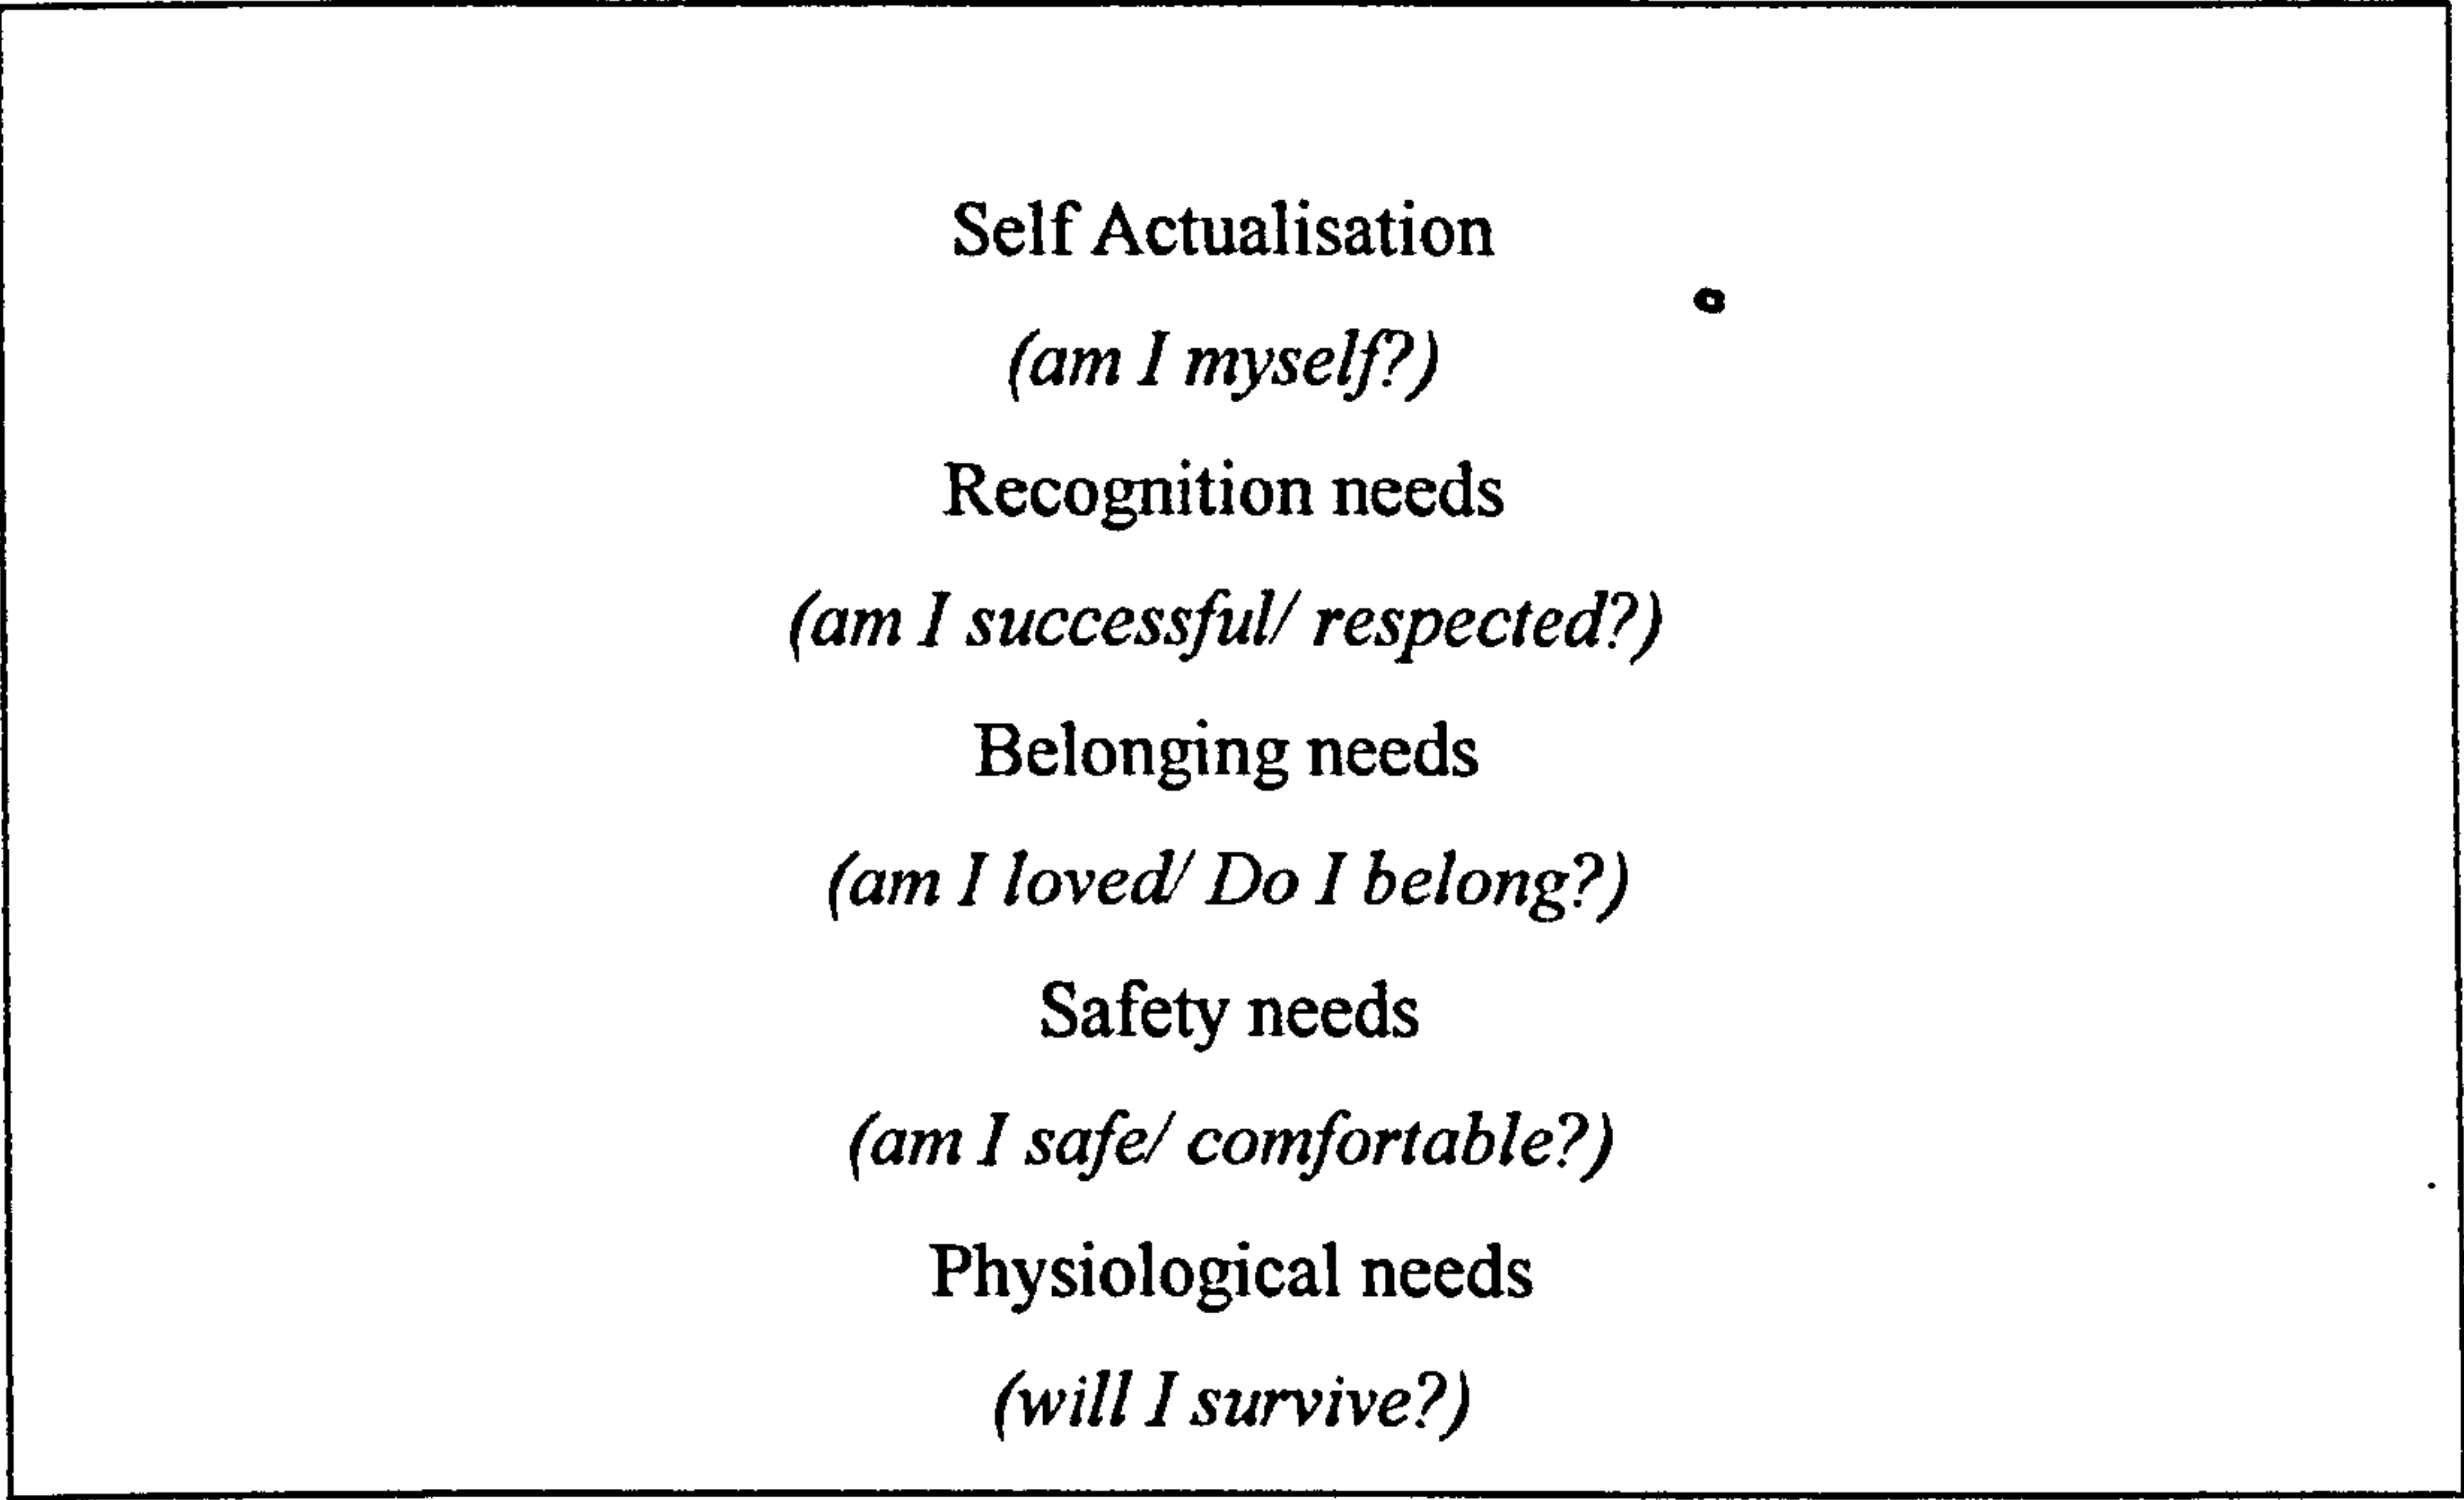 Self Actualisation
(am I myself?)
Recognition needs
(am I successful/ respected?)
Belonging needs
(am I loved/ Do I belong?)
Safety needs
(am I safe/ comfortable?)
Physiological needs
(will I survive?)